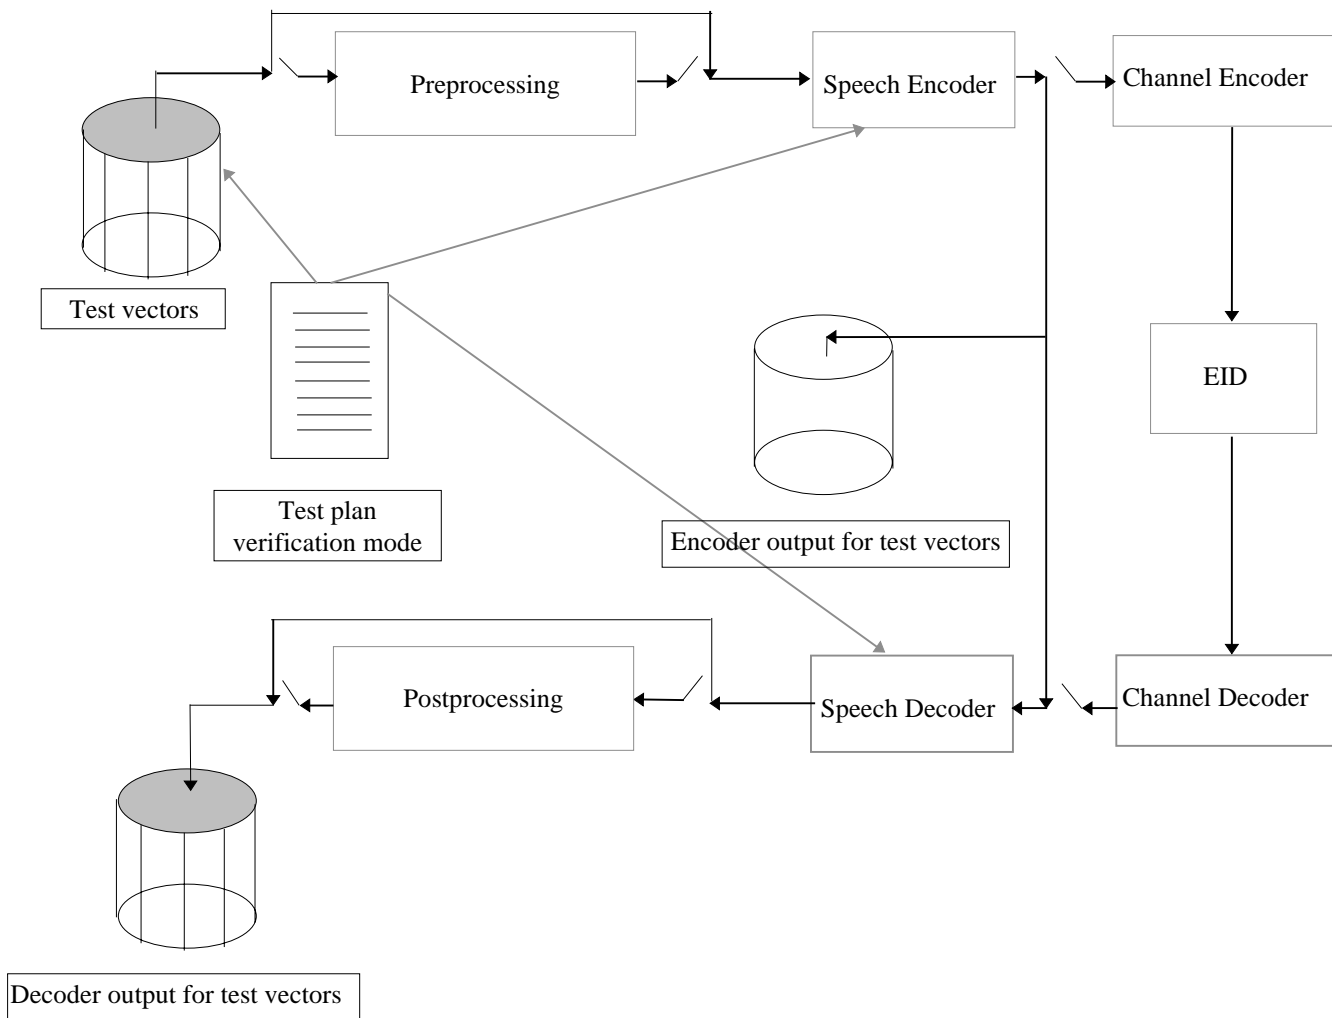 Preprocessing
Speech Encoder
Channel Encoder
Test vectors
EID
Test plan
verification mode
Encoder output for test vectors
Postprocessing
Speech Decoder
Channel Decoder
Decoder output for test vectors